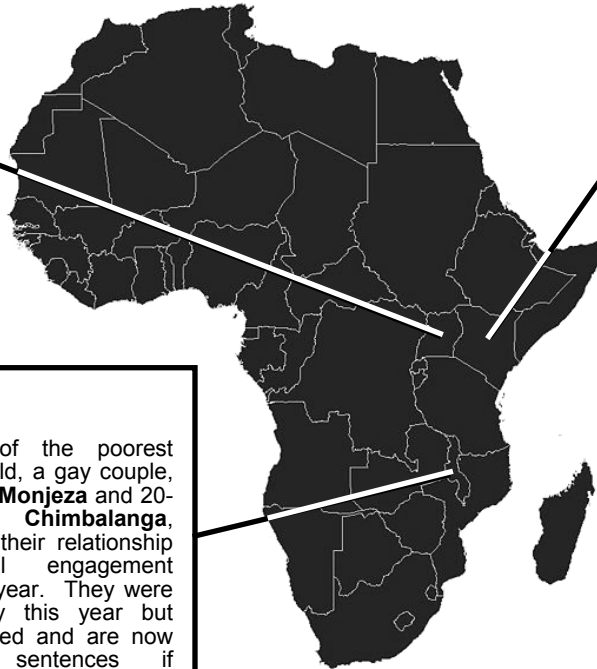 of the poorest
ld, a gay couple,
Monjeza and 20-
Chimbalanga,
their relationship
l engagement
year. They were
y this year but
ed and are now
sentences if